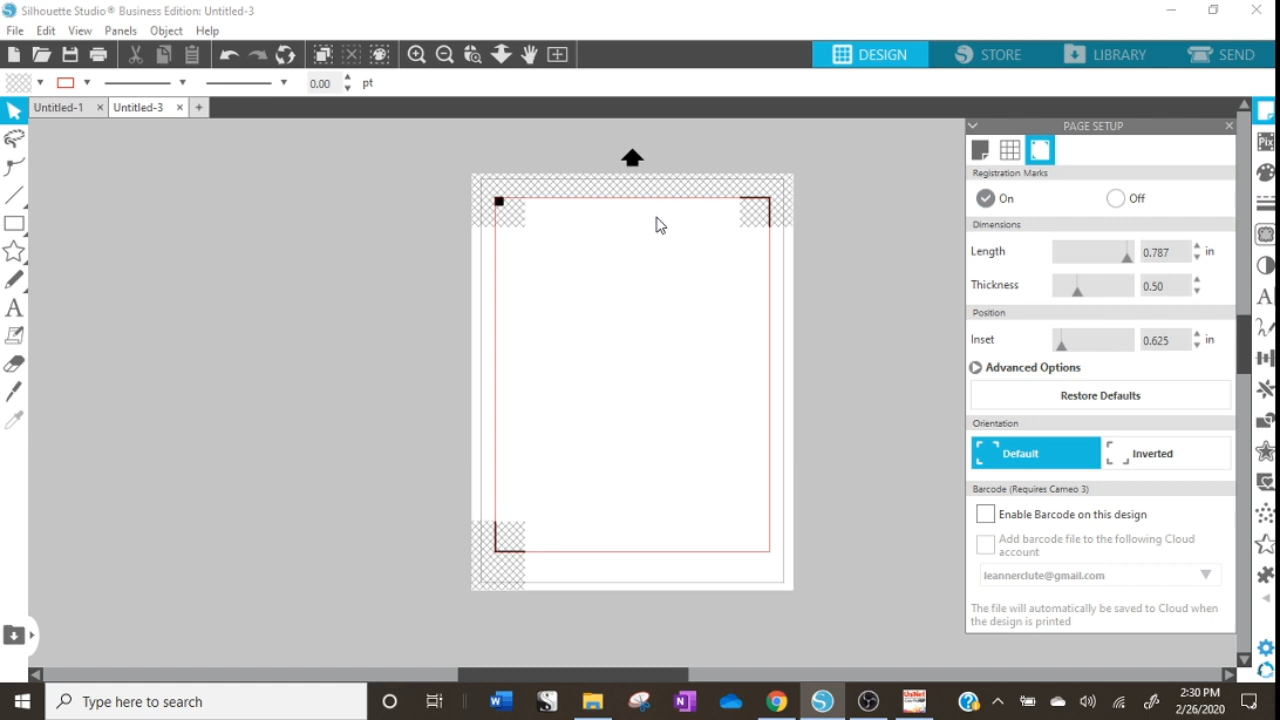 Silhouette Studio® Business Edition: Untitled-3
File Edit View Panels Object Help
DESIGN STORE LIBRARY SEND
0.00 pt
Untitled-1 × Untitled-3 × +
PAGE SETUP
Pix
Registration Marks
On Off
Dimensions
Length 0.787 in
Thickness 0.50
Position
Inset 0.625 in
Advanced Options
Restore Defaults
Orientation
Default Inverted
Barcode (Requires Cameo 3)
Enable Barcode on this design
Add barcode file to the following Cloud
account
leannerclute@gmail.com
The file will automatically be saved to Cloud when
the design is printed
Type here to search
2:30 PM
2/26/2020